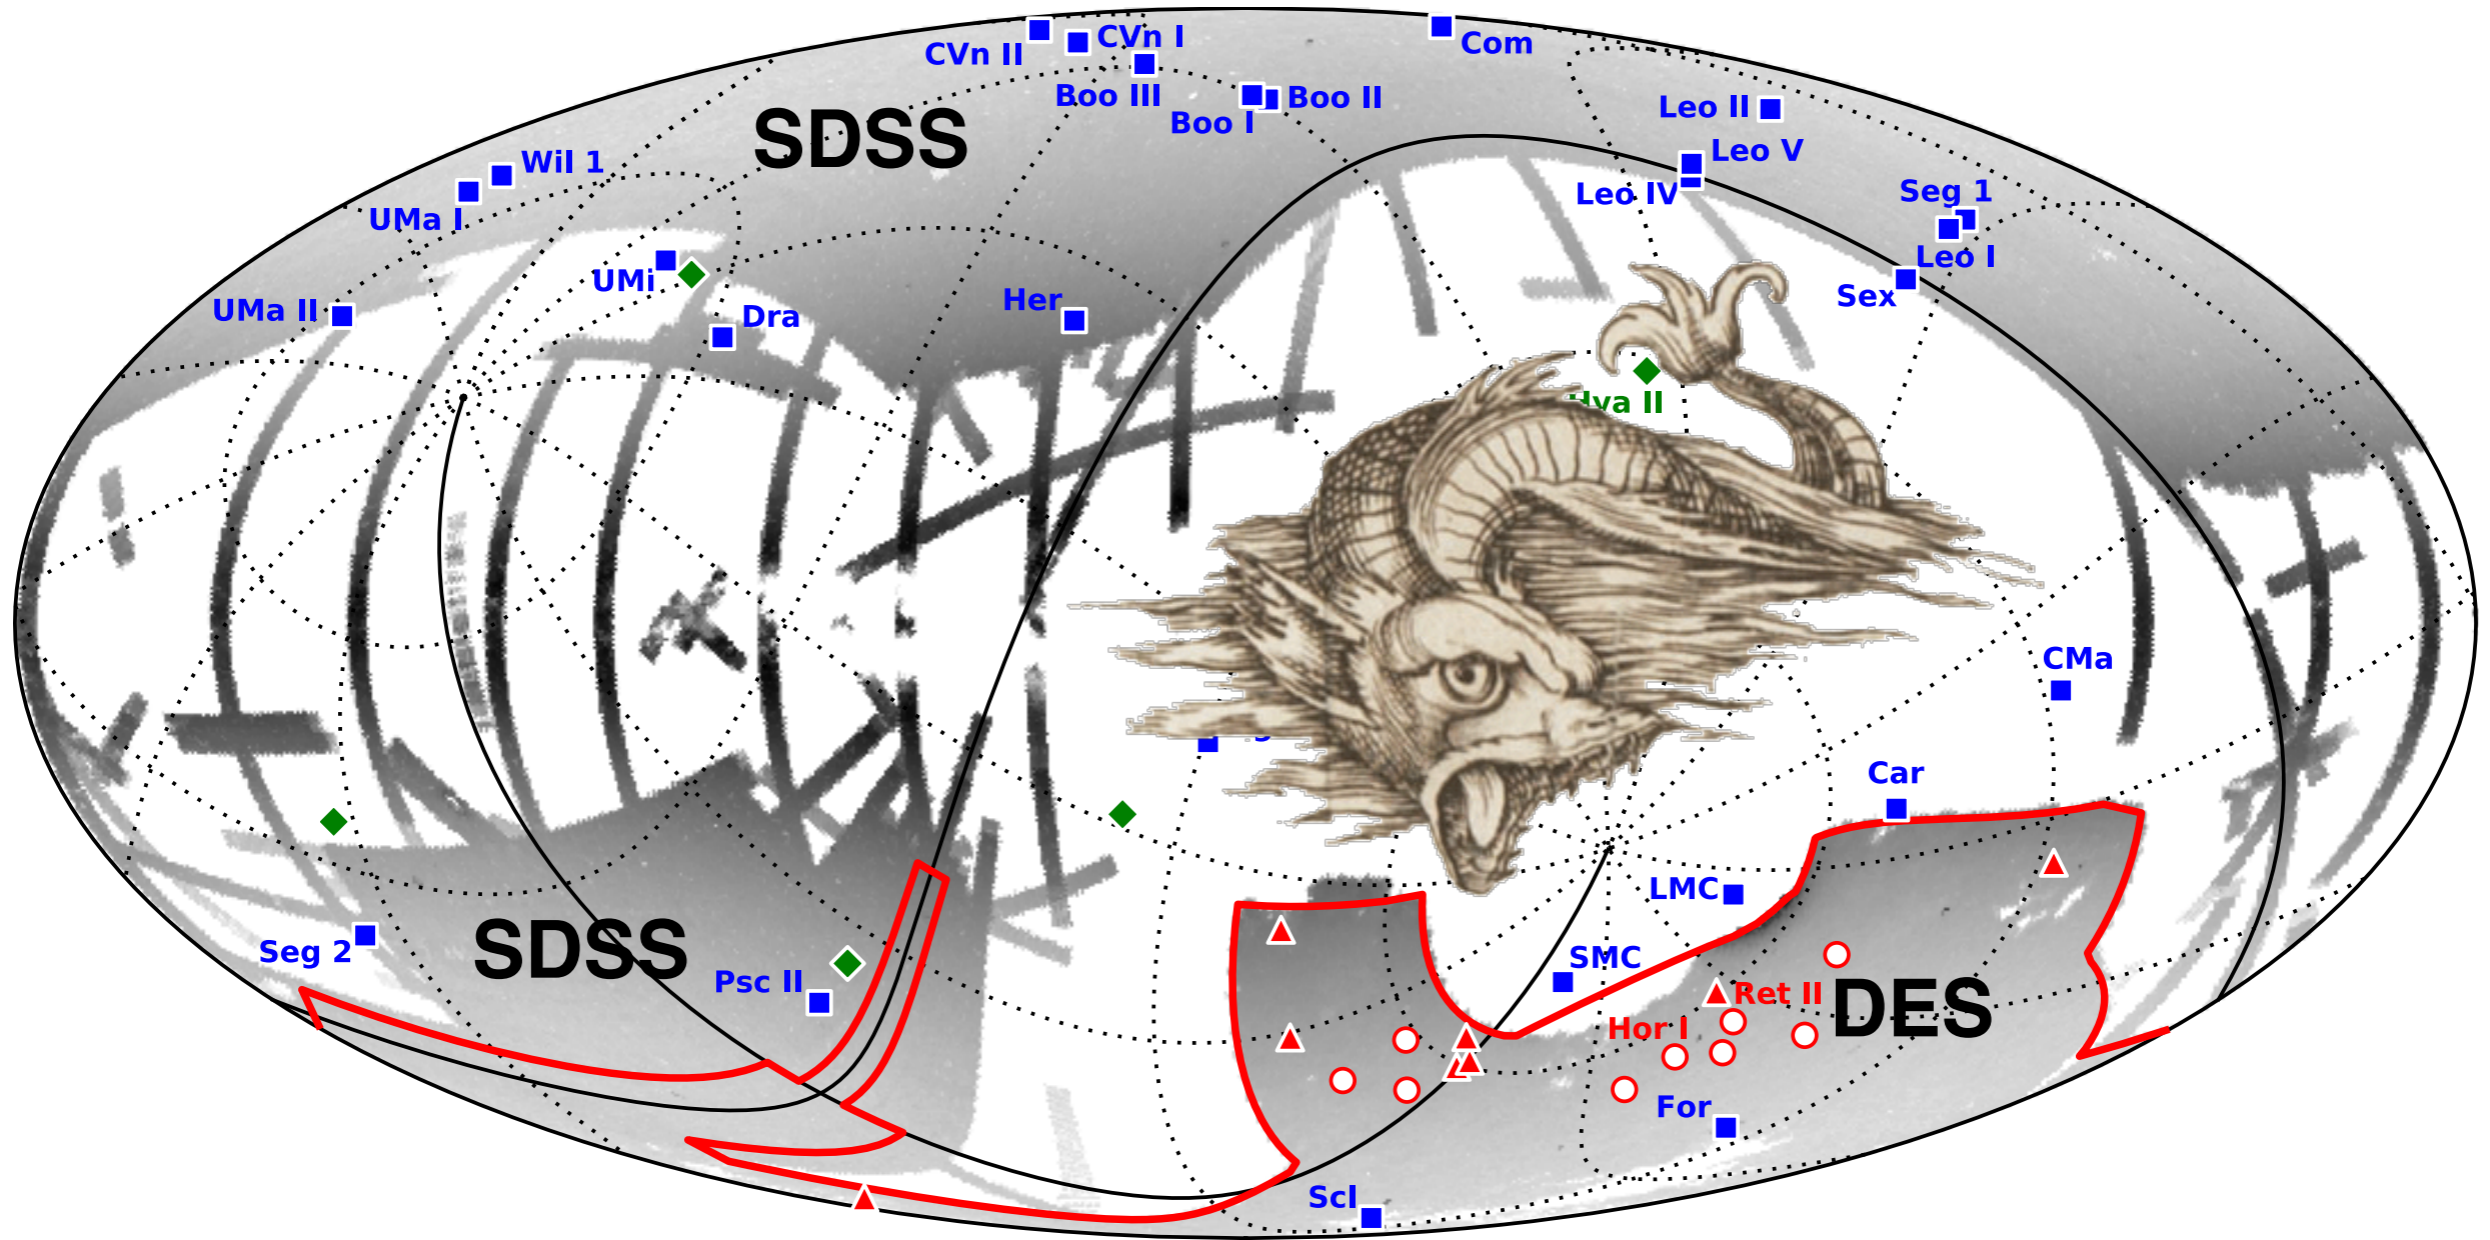 CVn II
CVn I
Com
Boo III
Boo I
Boo II
Leo II
SDSS
Wil 1
Leo V
UMa I
Leo IV
Seg 1
UMi
Leo I
UMa II
Dra
Her
Sex
Hya II
CMa
Car
LMC
Seg 2
SDSS
Psc II
SMC
Ret II
DES
Hor I
For
Scl